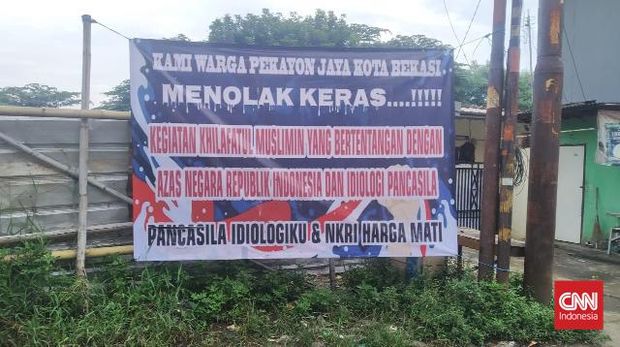 KAMI WARGA PEKAYON JAYA KOTA BEKASI
MENOLAK KERAS....!!!!!
KEGIATAN KHILAFATUL MUSLIMIN YANG BERTENTANGAN DENGAN
AZAS NEGARA REPUBLIK INDONESIA DAN IDIOLOGI PANCASILA
PANCASILA IDIOLOGIKU & NKRI HARGA MATI
CNN
Indonesia